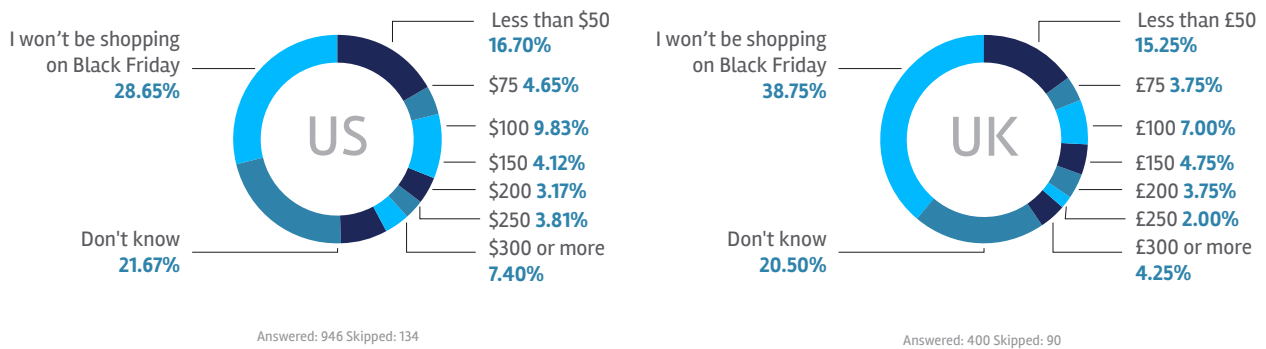 I won’t be shopping
on Black Friday
28.65%
Don't know
21.67%
US
Less than $50
16.70%
$75 4.65%
$100 9.83%
$150 4.12%
$200 3.17%
$250 3.81%
$300 or more
7.40%
Answered: 946 Skipped: 134
I won’t be shopping
on Black Friday
38.75%
Don't know
20.50%
UK
Less than £50
15.25%
£75 3.75%
£100 7.00%
£150 4.75%
£200 3.75%
£250 2.00%
£300 or more
4.25%
Answered: 400 Skipped: 90